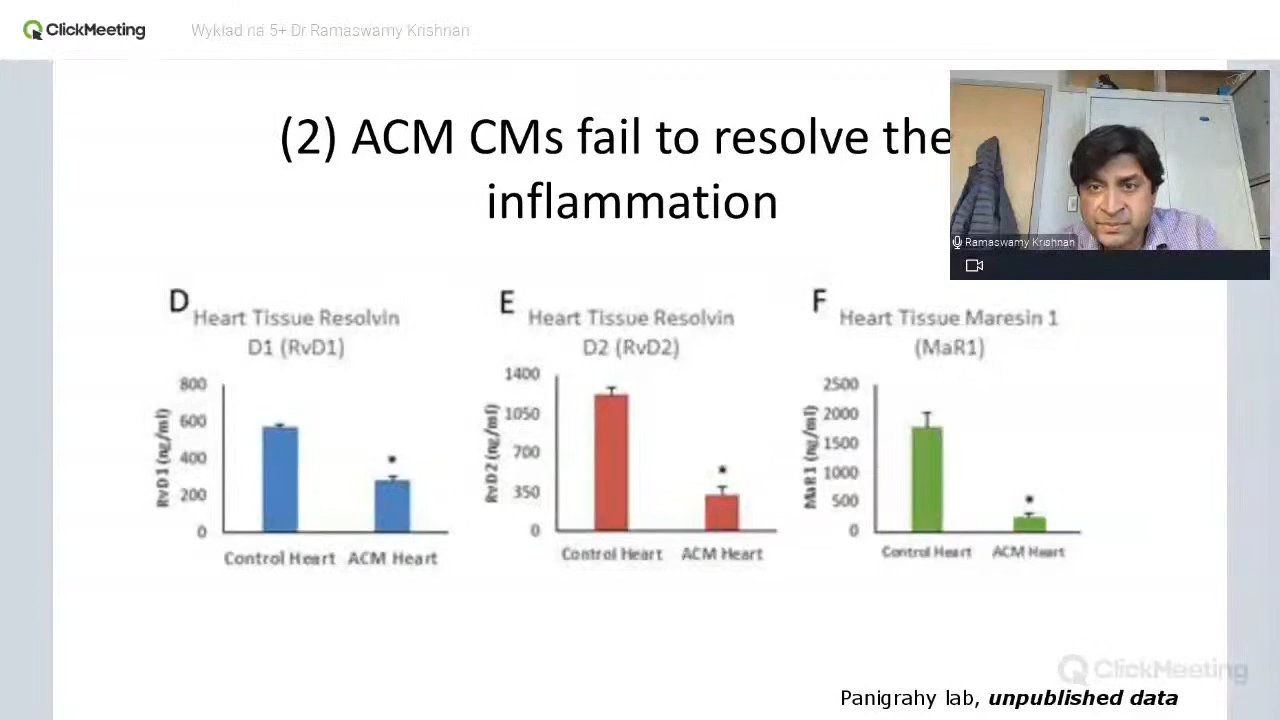 ClickMeeting
Wykład na 5+ Dr Ramaswamy Krishnan
(2) ACM CMs fail to resolve the
inflammation
Ramaswamy Krishnan
D
Heart Tissue Resolvin
D1 (RvD1)
800
600
400
200
0
RvD1 (ng/ml)
*
Control Heart ACM Heart
E
Heart Tissue Resolvin
D2 (RvD2)
1400
1050
700
350
0
RvD2 (ng/ml)
*
Control Heart ACM Heart
F
Heart Tissue Maresin 1
(MaR1)
2500
2000
1500
1000
500
0
MaR1 (ng/ml)
*
Control Heart ACM Heart
ClickMeeting
Panigrahy lab, unpublished data